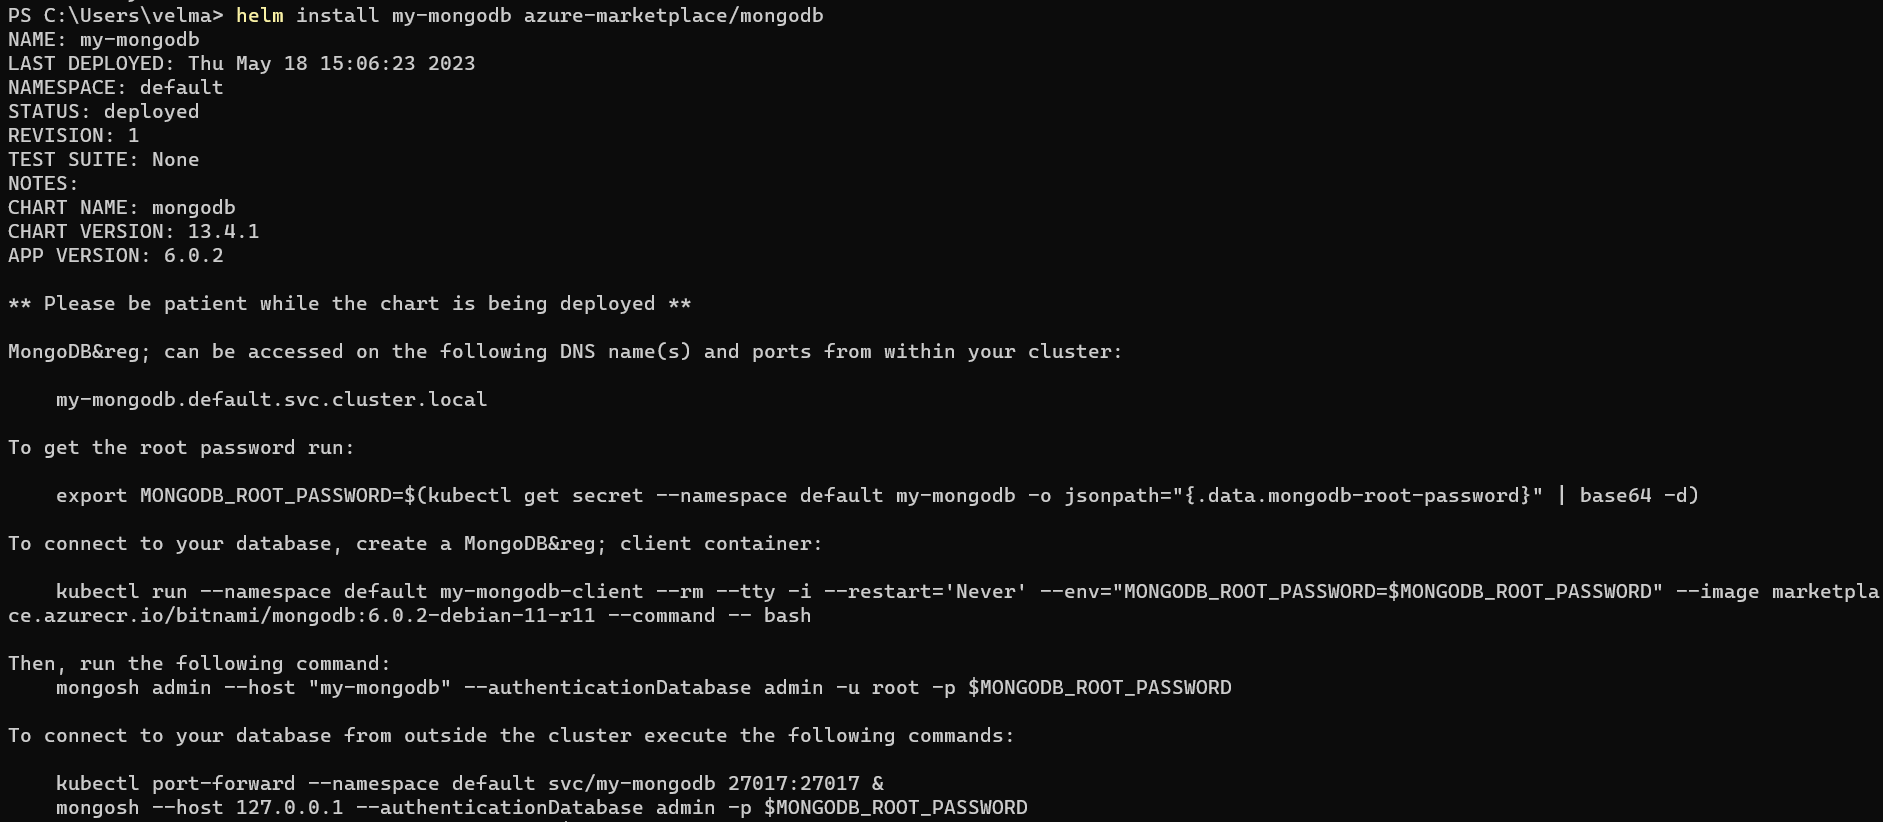 PS C:\Users\velma> helm install my-mongodb azure-marketplace/mongodb
NAME: my-mongodb
LAST DEPLOYED: Thu May 18 15:06:23 2023
NAMESPACE: default
STATUS: deployed
REVISION: 1
TEST SUITE: None
NOTES:
CHART NAME: mongodb
CHART VERSION: 13.4.1
APP VERSION: 6.0.2
** Please be patient while the chart is being deployed **
MongoDB&reg; can be accessed on the following DNS name(s) and ports from within your cluster:
my-mongodb.default.svc.cluster.local
To get the root password run:
export MONGODB_ROOT_PASSWORD=$(kubectl get secret --namespace default my-mongodb -o jsonpath="{.data.mongodb-root-password}" | base64 -d)
To connect to your database, create a MongoDB&reg; client container:
kubectl run --namespace default my-mongodb-client --rm --tty -i --restart='Never' --env="MONGODB_ROOT_PASSWORD=$MONGODB_ROOT_PASSWORD" --image marketpla
ce.azurecr.io/bitnami/mongodb:6.0.2-debian-11-r11 --command -- bash
Then, run the following command:
mongosh admin --host "my-mongodb" --authenticationDatabase admin -u root -p $MONGODB_ROOT_PASSWORD
To connect to your database from outside the cluster execute the following commands:
kubectl port-forward --namespace default svc/my-mongodb 27017:27017 &
mongosh --host 127.0.0.1 --authenticationDatabase admin -p $MONGODB_ROOT_PASSWORD